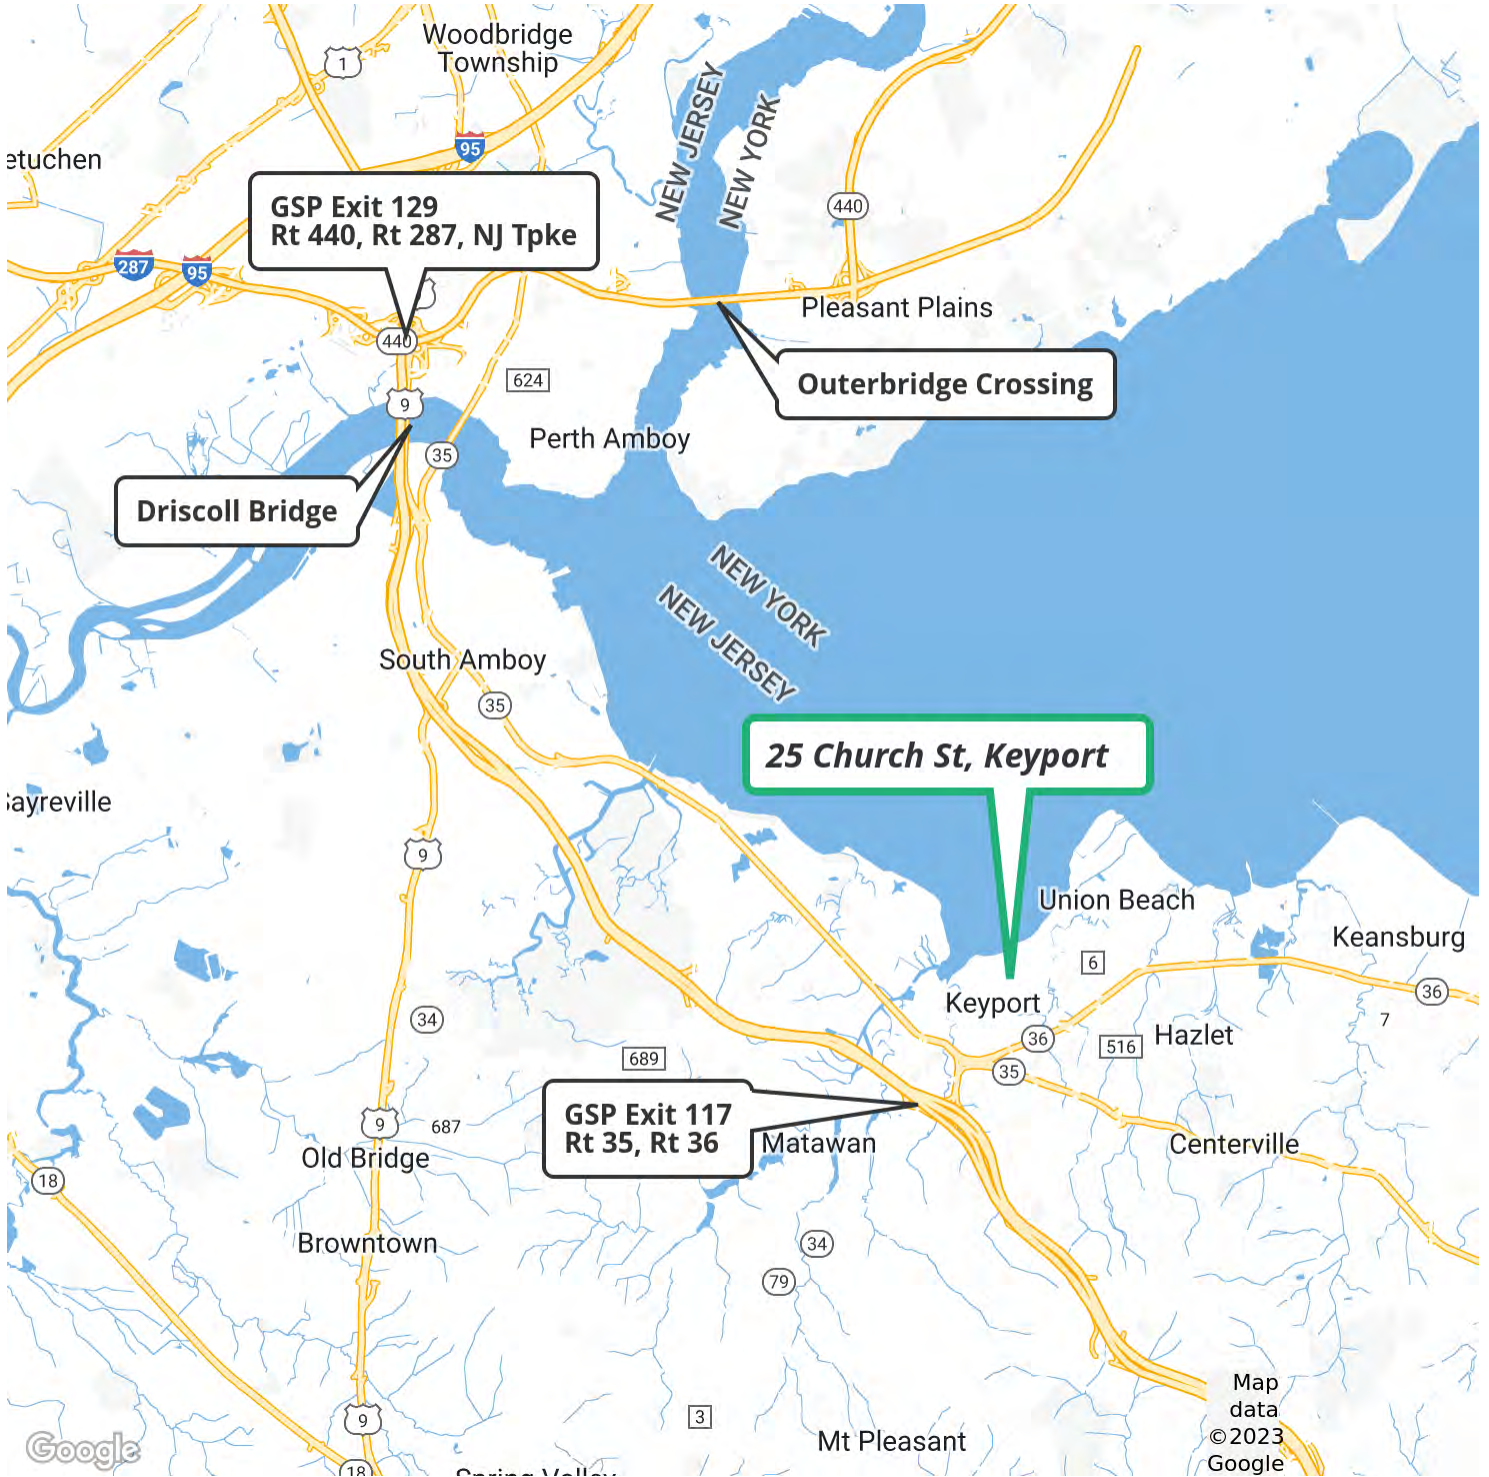 Woodbridge
Township
1
95
etuchen
NEW JERSEY
NEW YORK
440
GSP Exit 129
Rt 440, Rt 287, NJ Tpke
287
95
Pleasant Plains
440
624
Outerbridge Crossing
9
Perth Amboy
35
Driscoll Bridge
NEW YORK
NEW JERSEY
South Amboy
35
25 Church St, Keyport
Sayreville
9
Union Beach
Keansburg
6
36
Keyport
34
7
36
Hazlet
516
689
35
GSP Exit 117
Rt 35, Rt 36
9
687
Matawan
Centerville
Old Bridge
18
Browntown
34
79
Map
data
©2023
Google
3
9
Mt Pleasant
Google
18
Spring Valley